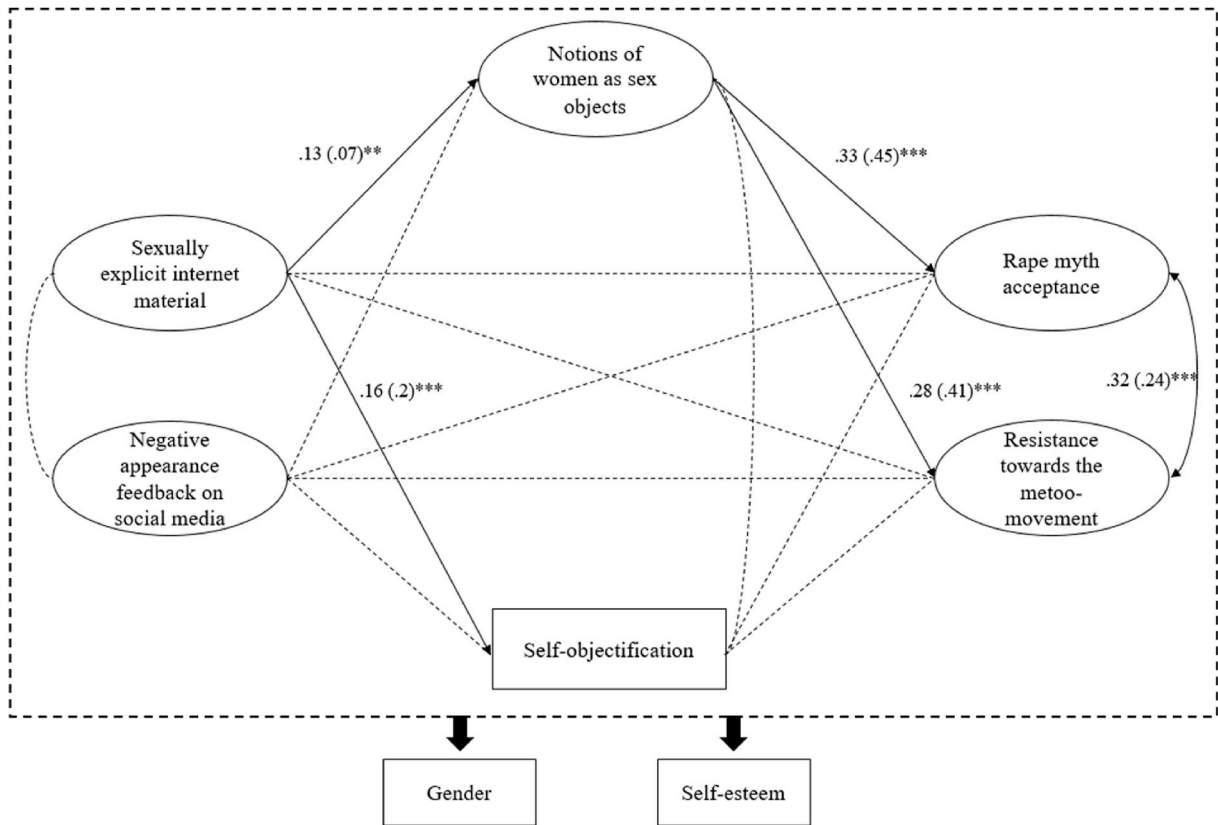 Notions of
women as sex
objects
.13 (.07)**
.33 (.45)***
Sexually
explicit internet
material
Rape myth
acceptance
.16 (.2)***
.28 (.41)***
.32 (.24)***
Negative
appearance
feedback on
social media
Resistance
towards the
metoo-
movement
Self-objectification
Gender
Self-esteem